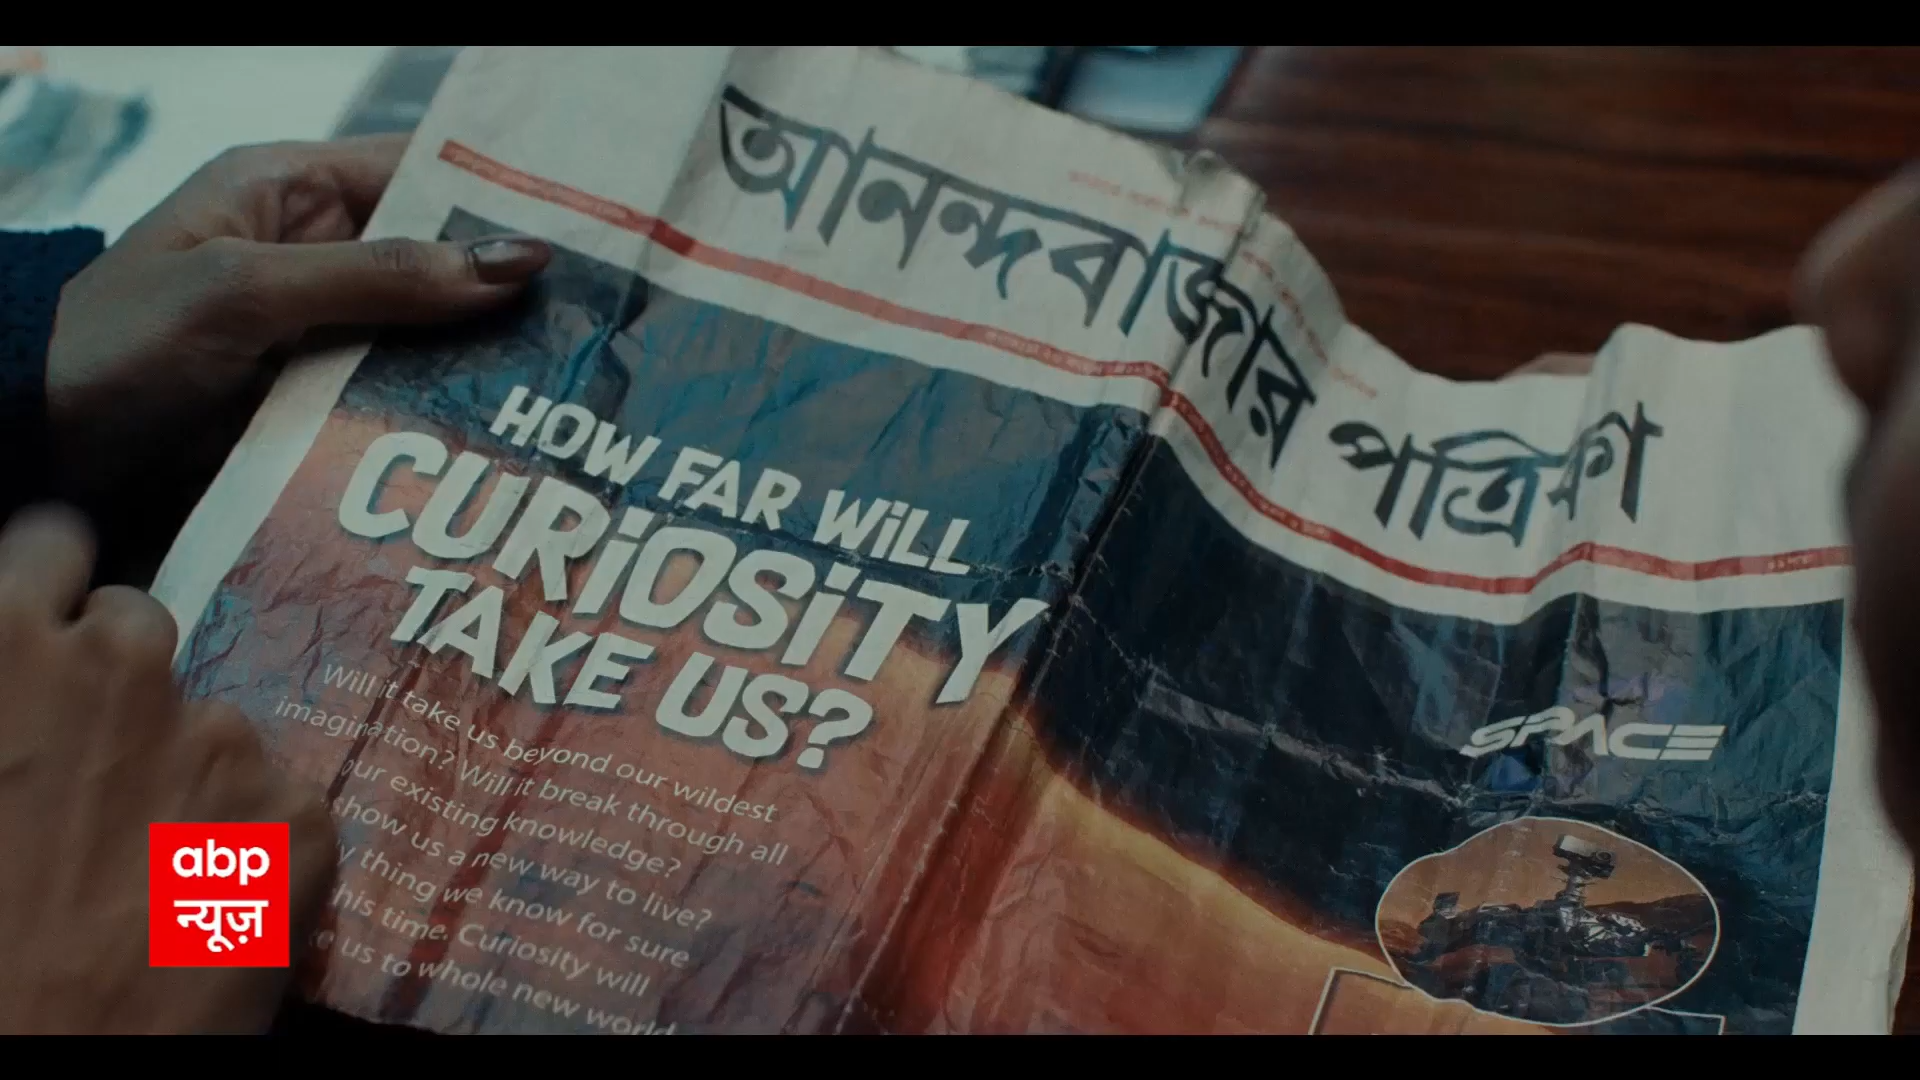 আনন্দবাজার পত্রিকা
HOW FAR WiLL
CURiOSiTY
TAKE US?
Will it take us beyond our wildest
imagination? Will it break through all
our existing knowledge?
show us a new way to live?
thing we know for sure
this time. Curiosity will
us to whole new world
SPACE
abp
न्यूज़